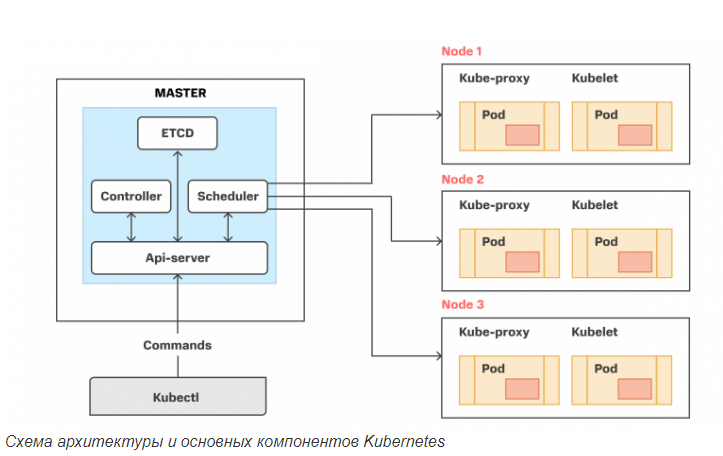 MASTER
ETCD
Controller
Scheduler
Api-server
Commands
Kubectl
Node 1
Kube-proxy Kubelet
Pod Pod
Node 2
Kube-proxy Kubelet
Pod Pod
Node 3
Kube-proxy Kubelet
Pod Pod
Схема архитектуры и основных компонентов Kubernetes